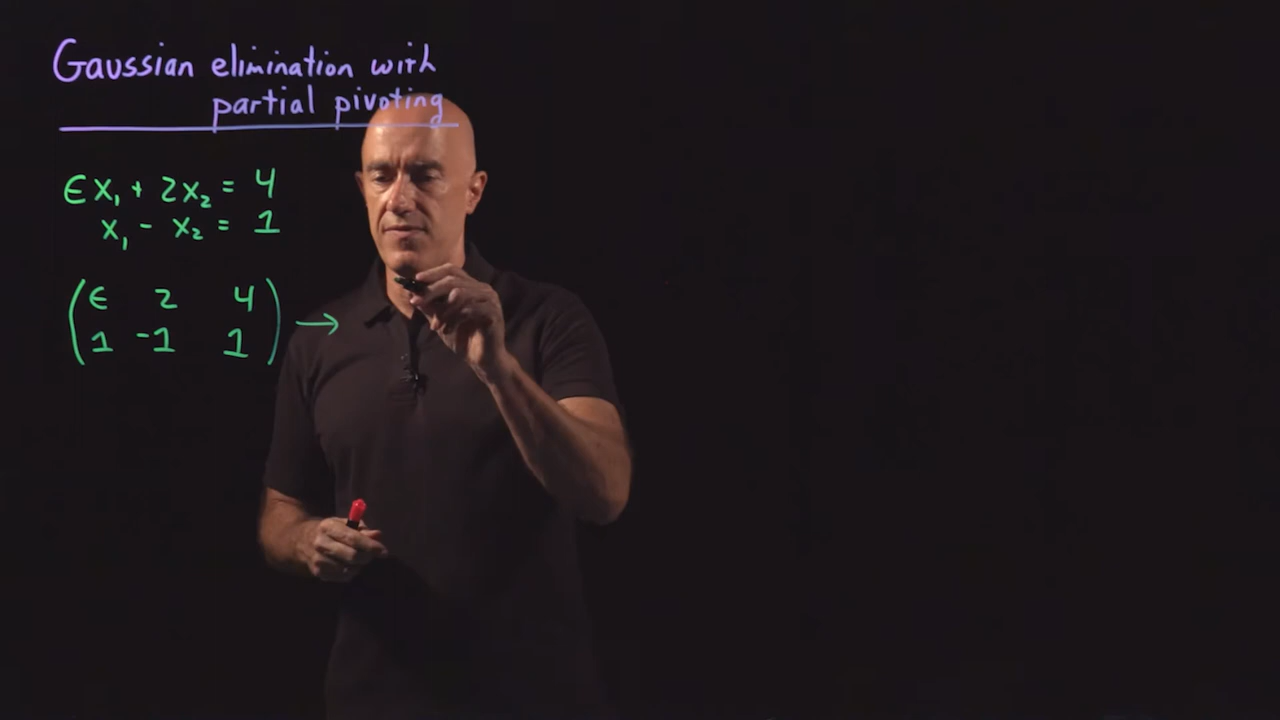 Gaussian elimination with
partial pivoting
ϵx₁ + 2x₂ = 4
x₁ - x₂ = 1
(ϵ 2 4
1 -1 1) →